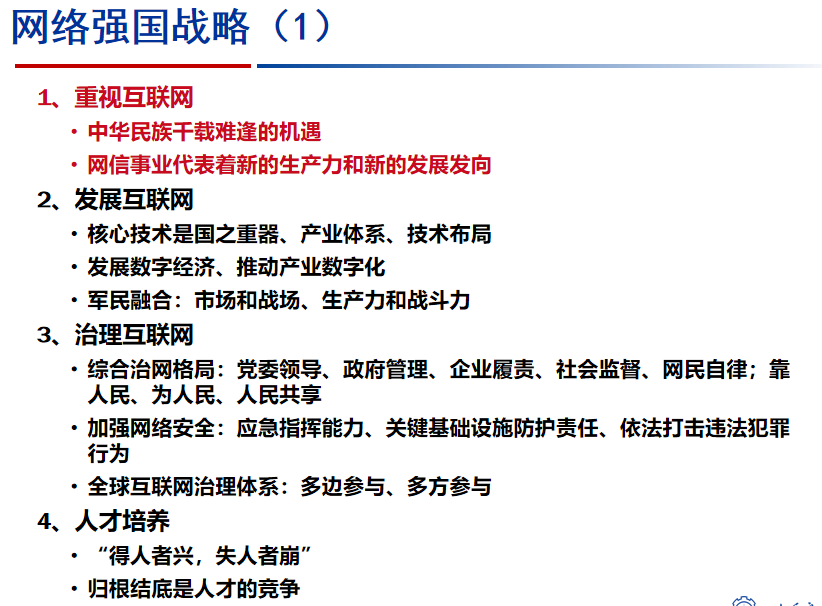 网络强国战略（1）
1、重视互联网
• 中华民族千载难逢的机遇
• 网信事业代表着新的生产力和新的发展发向
2、发展互联网
• 核心技术是国之重器、产业体系、技术布局
• 发展数字经济、推动产业数字化
• 军民融合：市场和战场、生产力和战斗力
3、治理互联网
• 综合治网格局：党委领导、政府管理、企业履责、社会监督、网民自律；靠
人民、为人民、人民共享
• 加强网络安全：应急指挥能力、关键基础设施防护责任、依法打击违法犯罪
行为
• 全球互联网治理体系：多边参与、多方参与
4、人才培养
• “得人者兴，失人者崩”
• 归根结底是人才的竞争